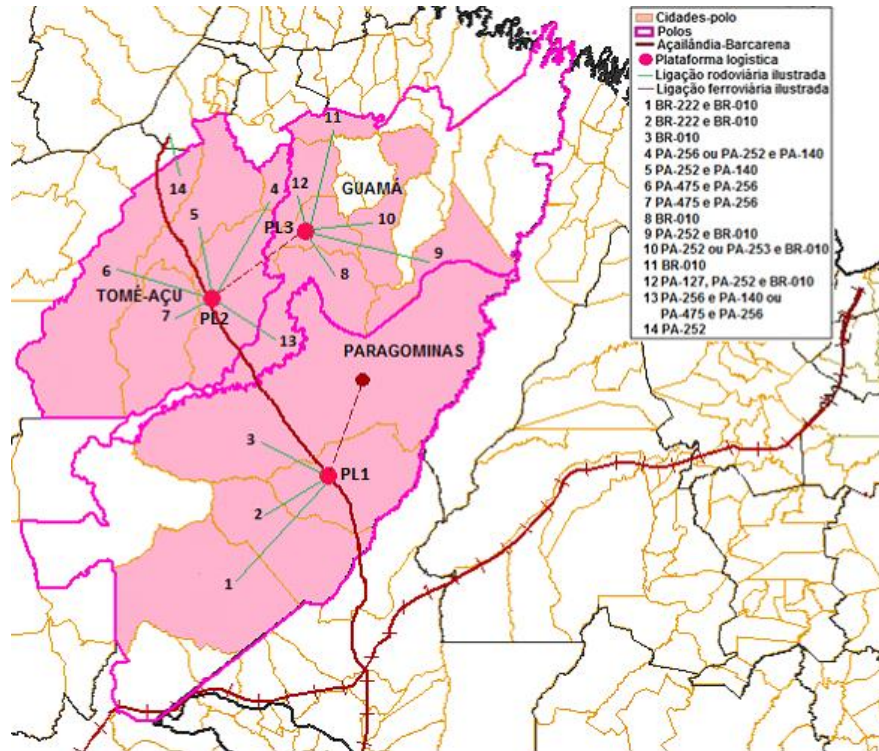 Cidades-polo
Polos
Açailândia-Barcarena
Plataforma logística
Ligação rodoviária ilustrada
Ligação ferroviária ilustrada
1 BR-222 e BR-010
2 BR-222 e BR-010
3 BR-010
4 PA-256 ou PA-252 e PA-140
5 PA-252 e PA-140
6 PA-475 e PA-256
7 PA-475 e PA-256
8 BR-010
9 PA-252 e BR-010
10 PA-252 ou PA-253 e BR-010
11 BR-010
12 PA-127, PA-252 e BR-010
13 PA-256 e PA-140 ou
PA-475 e PA-256
14 PA-252
11
14
12
4
GUAMÁ
5
PL3
10
9
8
6
TOMÉ-AÇU
7
PL2
13
PARAGOMINAS
3
PL1
2
1